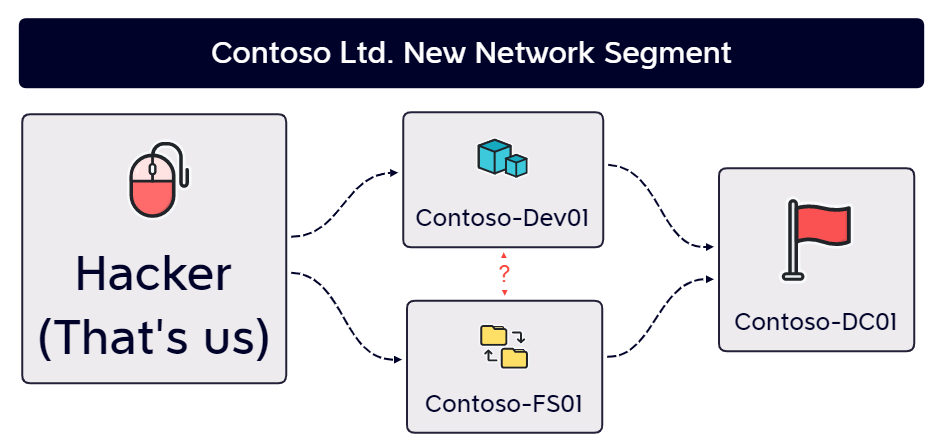 Contoso Ltd. New Network Segment
Hacker
(That's us)
Contoso-Dev01
?
Contoso-FS01
Contoso-DC01